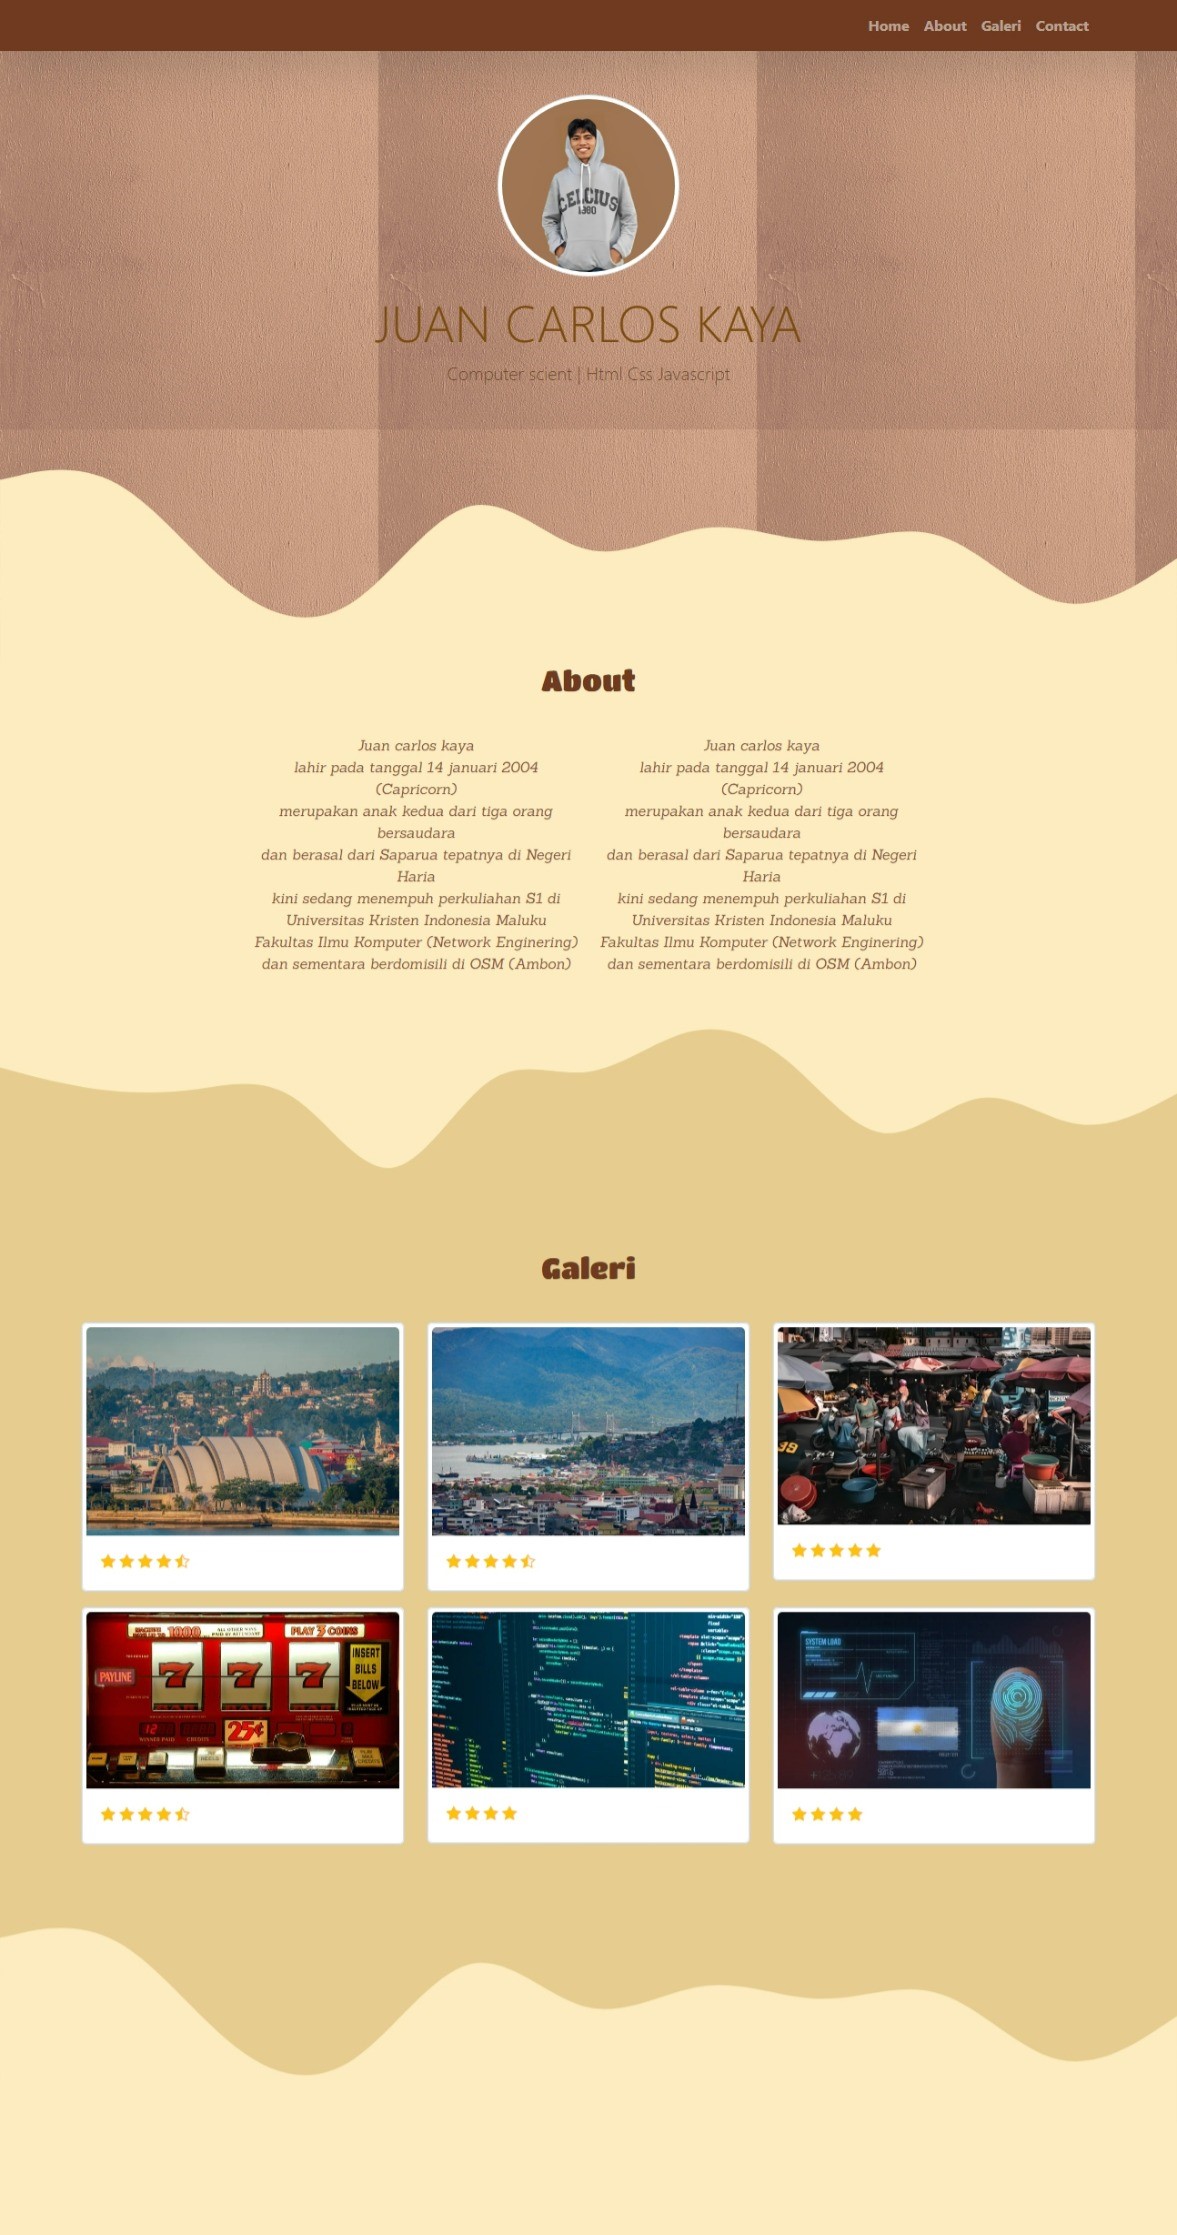 Home About Galeri Contact
CELCIUS
1980
JUAN CARLOS KAYA
Computer scient | Html Css Javascript
About
Juan carlos kaya
lahir pada tanggal 14 januari 2004
(Capricorn)
merupakan anak kedua dari tiga orang
bersaudara
dan berasal dari Saparua tepatnya di Negeri
Haria
kini sedang menempuh perkuliahan S1 di
Universitas Kristen Indonesia Maluku
Fakultas Ilmu Komputer (Network Enginering)
dan sementara berdomisili di OSM (Ambon)
Juan carlos kaya
lahir pada tanggal 14 januari 2004
(Capricorn)
merupakan anak kedua dari tiga orang
bersaudara
dan berasal dari Saparua tepatnya di Negeri
Haria
kini sedang menempuh perkuliahan S1 di
Universitas Kristen Indonesia Maluku
Fakultas Ilmu Komputer (Network Enginering)
dan sementara berdomisili di OSM (Ambon)
Galeri
1000
PLAY 3 COINS
PAYLINE
7 7 7
INSERT
BILLS
BELOW
25¢
SYSTEM LOAD